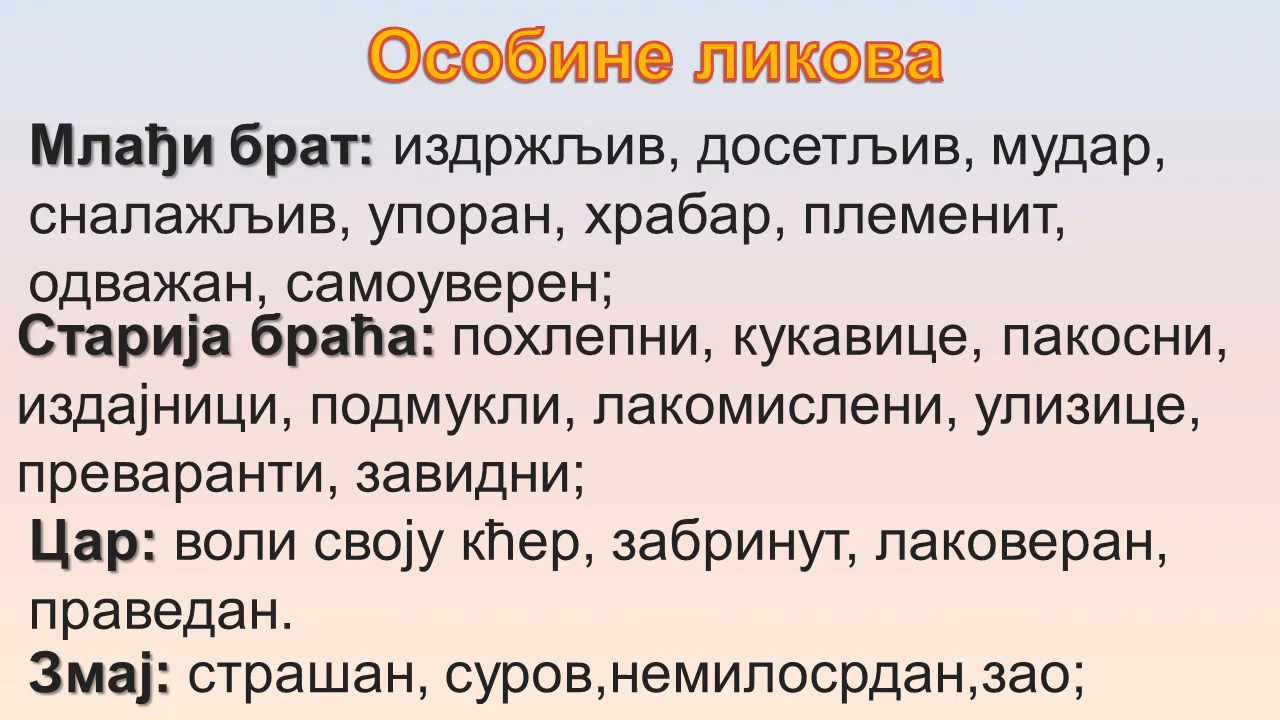 Особине ликова
Млађи брат: издржљив, досетљив, мудар,
сналажљив, упоран, храбар, племенит,
одважан, самоуверен;
Старија браћа: похлепни, кукавице, пакосни,
издајници, подмукли, лакомислени, улизице,
преваранти, завидни;
Цар: воли своју кћер, забринут, лаковеран,
праведан.
Змај: страшан, суров,немилосрдан,зао;